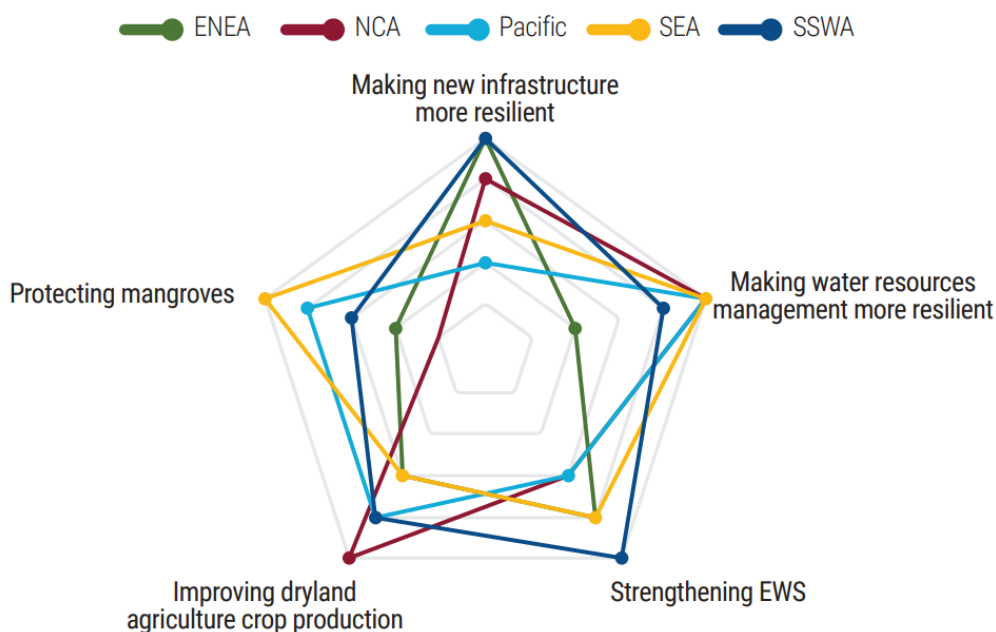 ENEA NCA Pacific SEA SSWA
Making new infrastructure
more resilient
Protecting mangroves
Making water resources
management more resilient
Improving dryland
agriculture crop production
Strengthening EWS